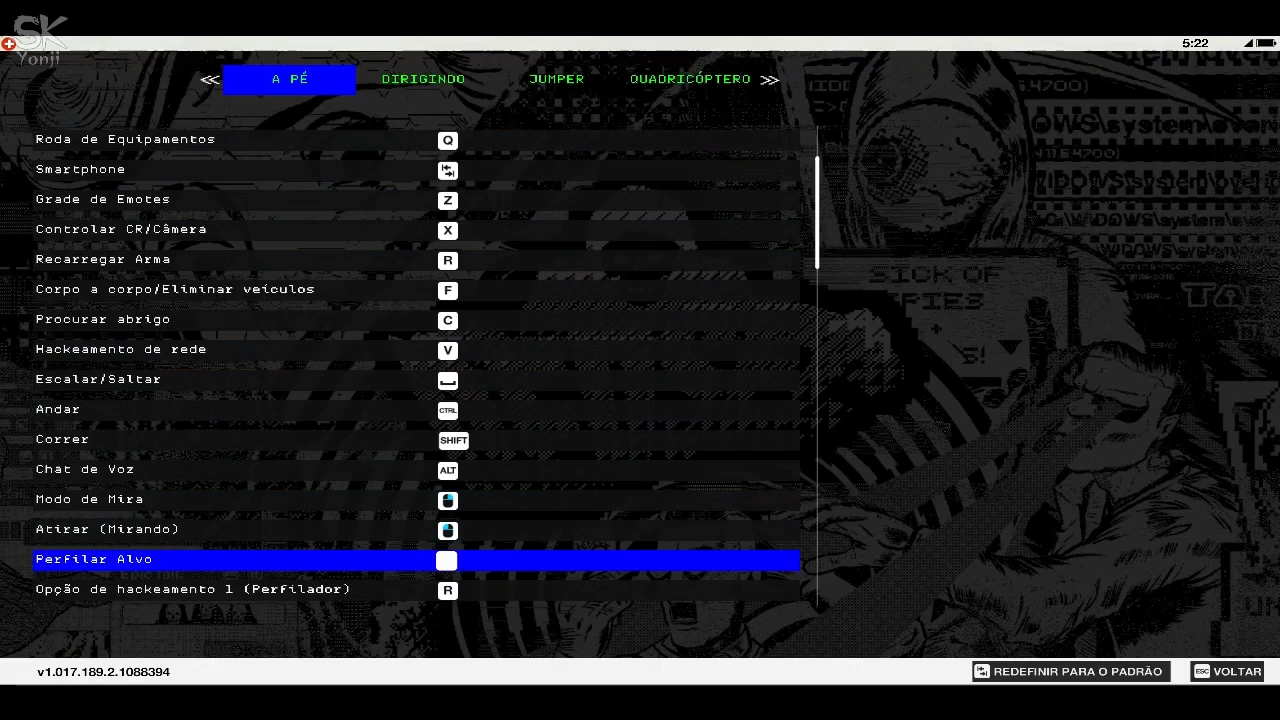 SK
Yonji
5:22
A PÉ DIRIGINDO JUMPER QUADRICÓPTERO
Roda de Equipamentos Q
Smartphone
Grade de Emotes Z
Controlar CR/Câmera X
Recarregar Arma R
Corpo a corpo/Eliminar veículos F
Procurar abrigo C
Hackeamento de rede V
Escalar/Saltar
Andar CTRL
Correr SHIFT
Chat de Voz ALT
Modo de Mira
Atirar (Mirando)
Perfilar Alvo
Opção de hackeamento 1 (Perfilador) R
v1.017.189.2.1088394
REDEFINIR PARA O PADRÃO
ESC VOLTAR